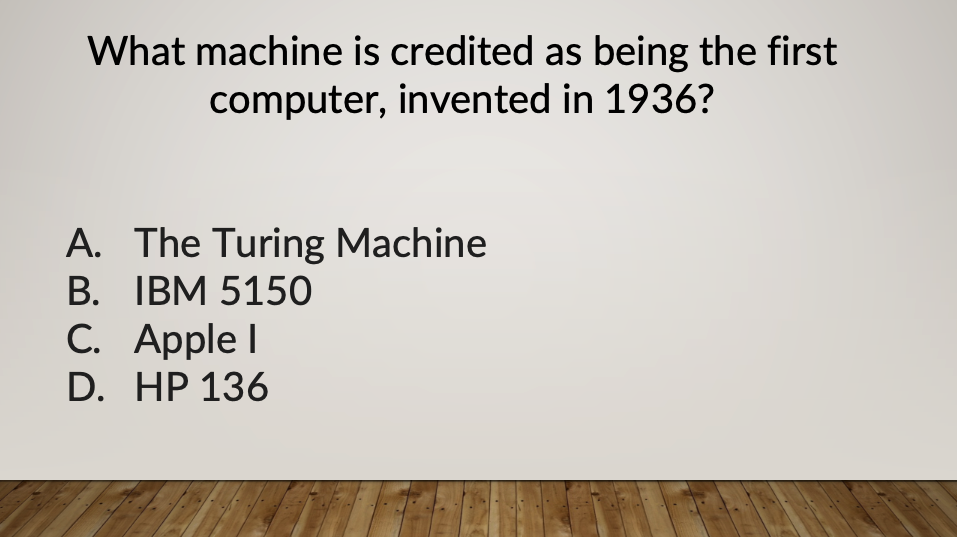 What machine is credited as being the first
computer, invented in 1936?
A. The Turing Machine
B. IBM 5150
C. Apple I
D. HP 136